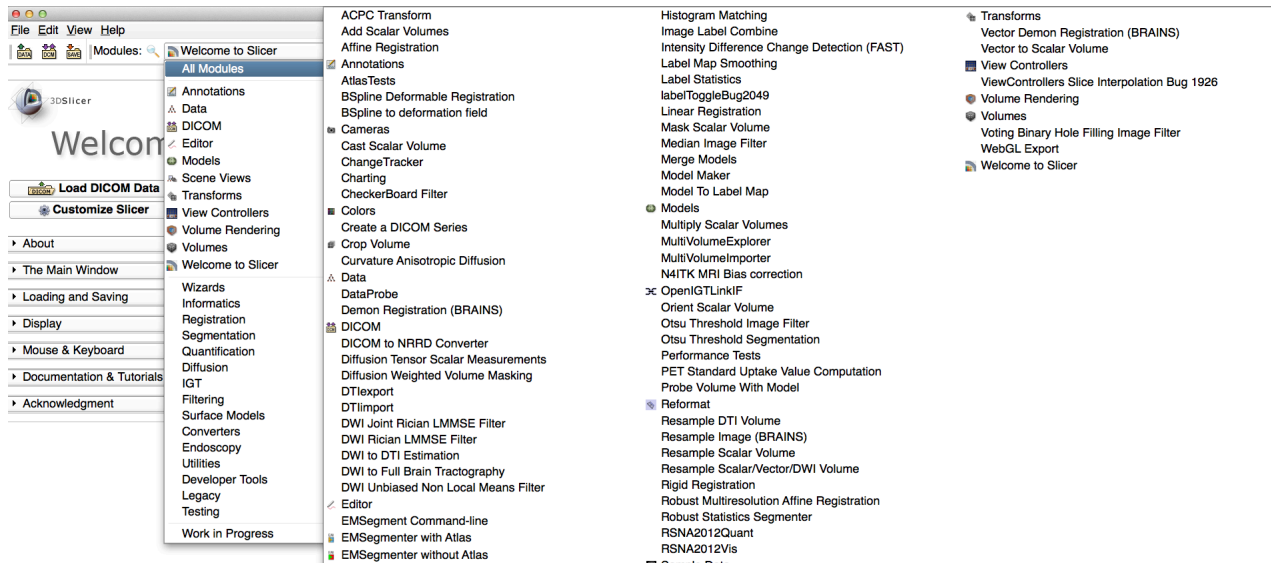 File Edit View Help
DATA DCM SAVE Modules: Welcome to Slicer
3DSlicer
Welcom
DICOM Load DICOM Data
Customize Slicer
About
The Main Window
Loading and Saving
Display
Mouse & Keyboard
Documentation & Tutorials
Acknowledgment
All Modules
Annotations
Data
DICOM
Editor
Models
Scene Views
Transforms
View Controllers
Volume Rendering
Volumes
Welcome to Slicer
Wizards
Informatics
Registration
Segmentation
Quantification
Diffusion
IGT
Filtering
Surface Models
Converters
Endoscopy
Utilities
Developer Tools
Legacy
Testing
Work in Progress
ACPC Transform
Add Scalar Volumes
Affine Registration
Annotations
AtlasTests
BSpline Deformable Registration
BSpline to deformation field
Cameras
Cast Scalar Volume
ChangeTracker
Charting
CheckerBoard Filter
Colors
Create a DICOM Series
Crop Volume
Curvature Anisotropic Diffusion
Data
DataProbe
Demon Registration (BRAINS)
DICOM
DICOM to NRRD Converter
Diffusion Tensor Scalar Measurements
Diffusion Weighted Volume Masking
DTIexport
DTIimport
DWI Joint Rician LMMSE Filter
DWI Rician LMMSE Filter
DWI to DTI Estimation
DWI to Full Brain Tractography
DWI Unbiased Non Local Means Filter
Editor
EMSegment Command-line
EMSegmenter with Atlas
EMSegmenter without Atlas
Histogram Matching
Image Label Combine
Intensity Difference Change Detection (FAST)
Label Map Smoothing
Label Statistics
labelToggleBug2049
Linear Registration
Mask Scalar Volume
Median Image Filter
Merge Models
Model Maker
Model To Label Map
Models
Multiply Scalar Volumes
MultiVolumeExplorer
MultiVolumeImporter
N4ITK MRI Bias correction
OpenIGTLinkIF
Orient Scalar Volume
Otsu Threshold Image Filter
Otsu Threshold Segmentation
Performance Tests
PET Standard Uptake Value Computation
Probe Volume With Model
Reformat
Resample DTI Volume
Resample Image (BRAINS)
Resample Scalar Volume
Resample Scalar/Vector/DWI Volume
Rigid Registration
Robust Multiresolution Affine Registration
Robust Statistics Segmenter
RSNA2012Quant
RSNA2012Vis
Transforms
Vector Demon Registration (BRAINS)
Vector to Scalar Volume
View Controllers
ViewControllers Slice Interpolation Bug 1926
Volume Rendering
Volumes
Voting Binary Hole Filling Image Filter
WebGL Export
Welcome to Slicer